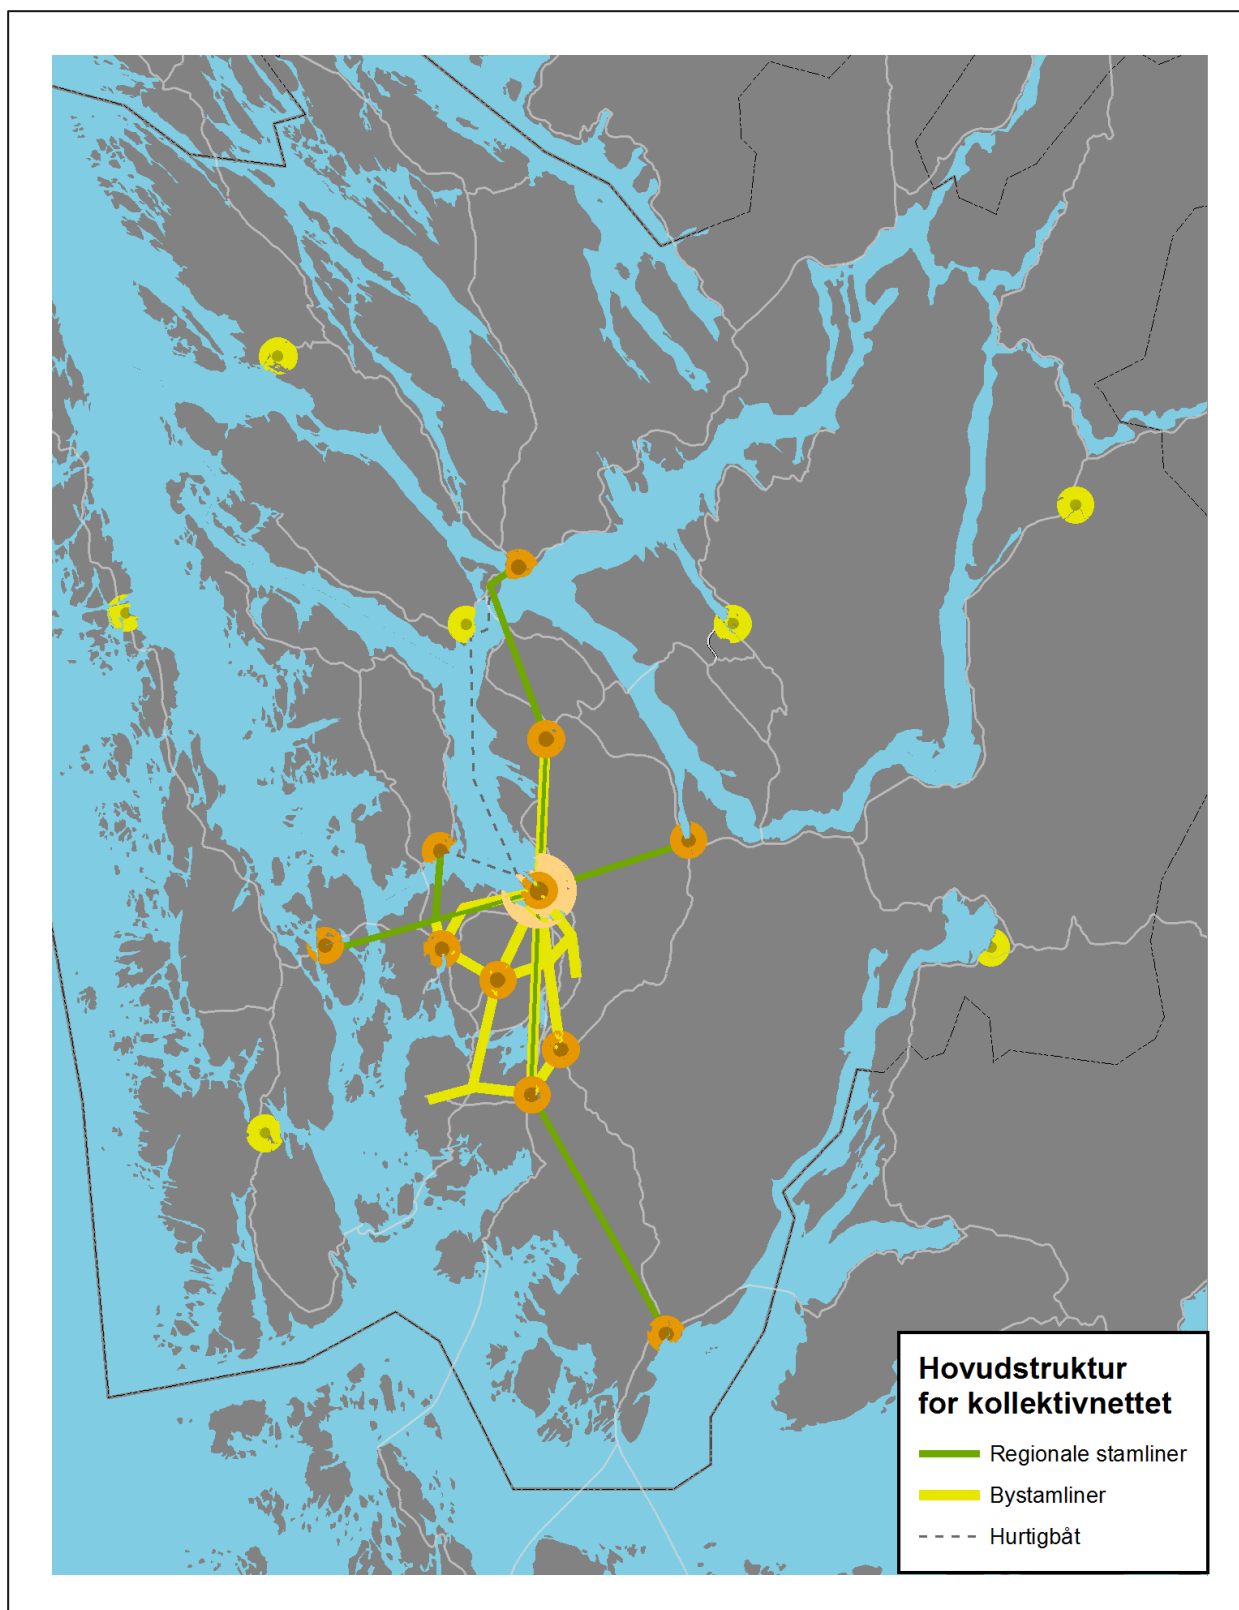 Hovudstruktur
for kollektivnettet
Regionale stamliner
Bystamliner
Hurtigbåt